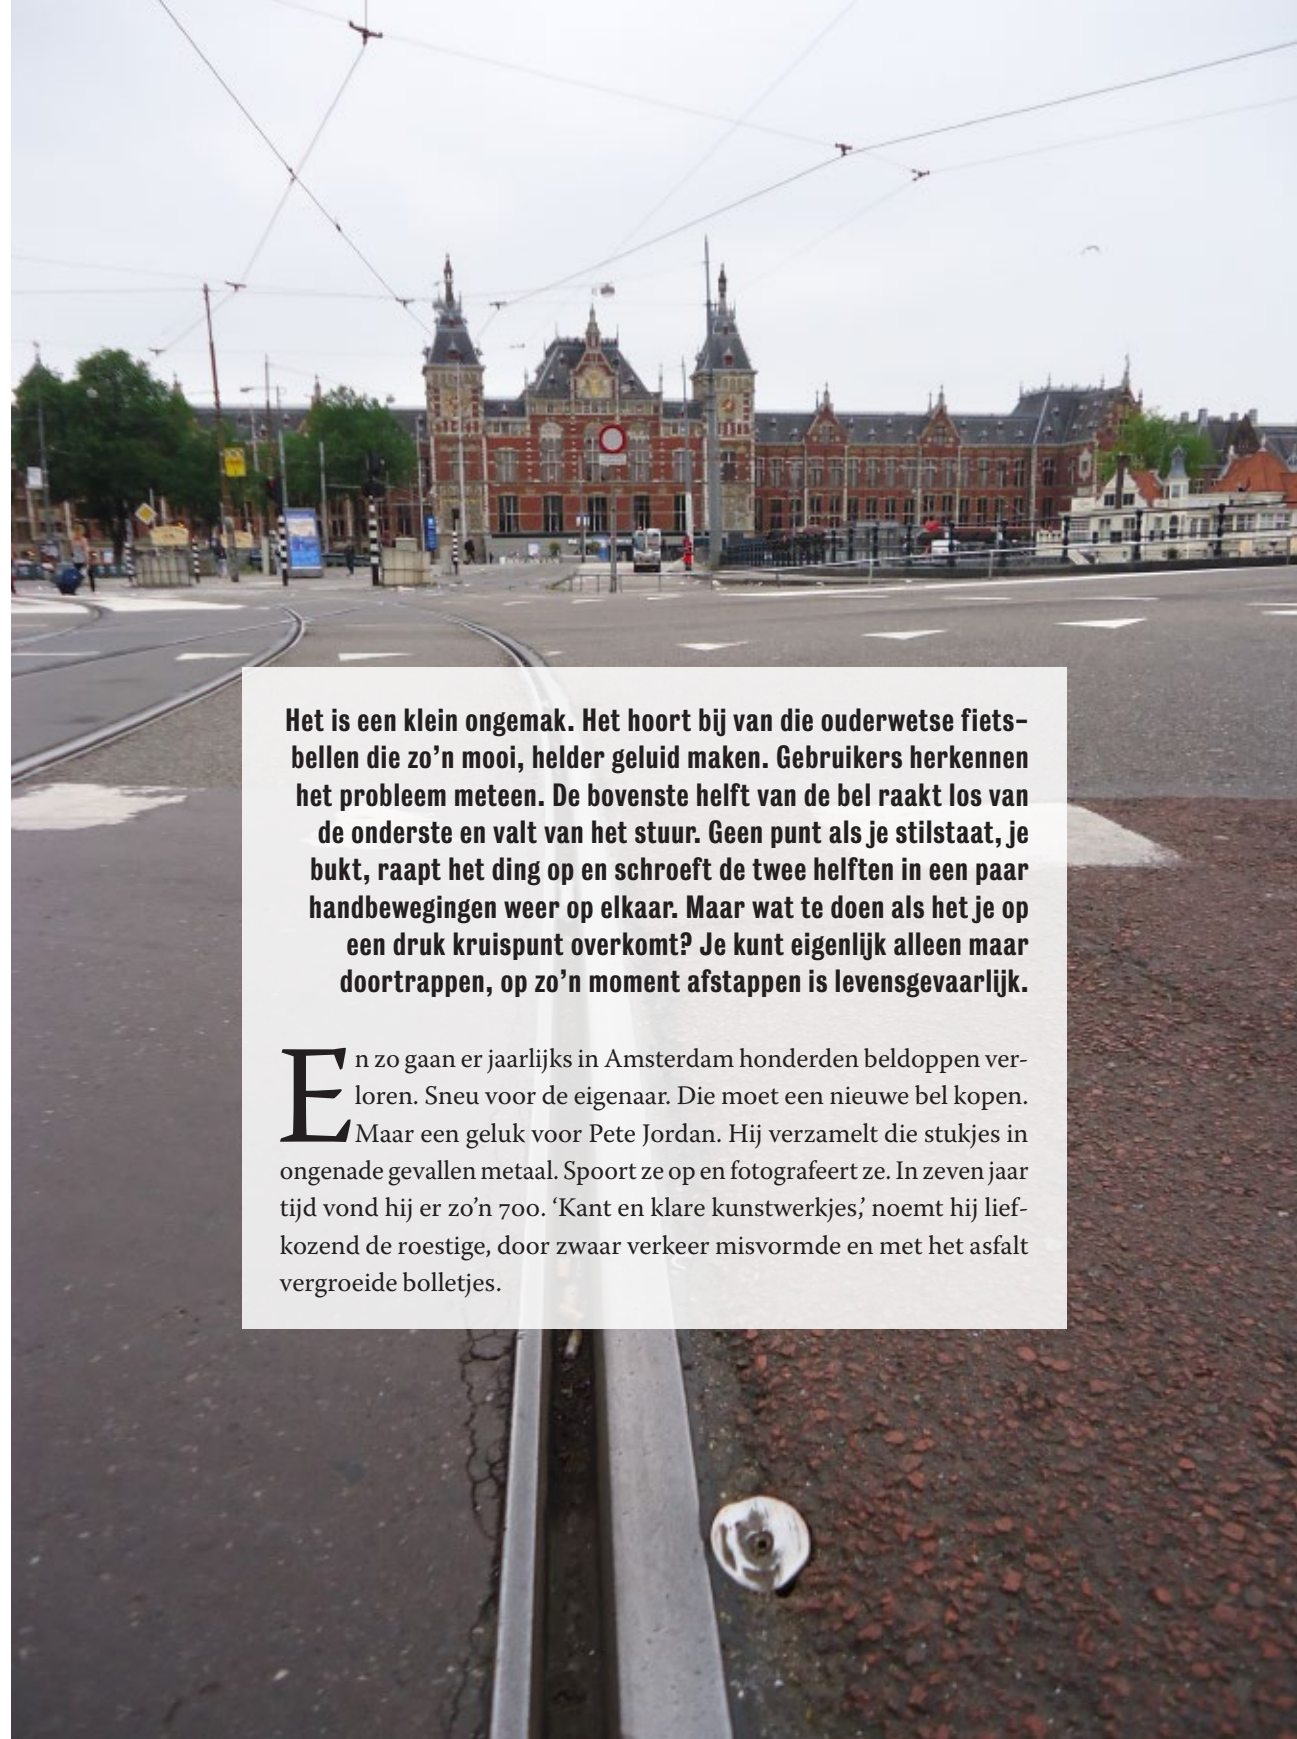 Het is een klein ongemak. Het hoort bij van die ouderwetse fiets-
bellen die zo’n mooi, helder geluid maken. Gebruikers herkennen
het probleem meteen. De bovenste helft van de bel raakt los van
de onderste en valt van het stuur. Geen punt als je stilstaat, je
bukt, raapt het ding op en schroeft de twee helften in een paar
handbewegingen weer op elkaar. Maar wat te doen als het je op
een druk kruispunt overkomt? Je kunt eigenlijk alleen maar
doortrappen, op zo’n moment afstappen is levensgevaarlijk.
En zo gaan er jaarlijks in Amsterdam honderden beldoppen ver-
loren. Sneu voor de eigenaar. Die moet een nieuwe bel kopen.
Maar een geluk voor Pete Jordan. Hij verzamelt die stukjes in
ongenade gevallen metaal. Spoort ze op en fotografeert ze. In zeven jaar
tijd vond hij er zo’n 700. ‘Kant en klare kunstwerkjes,’ noemt hij lief-
kozend de roestige, door zwaar verkeer misvormde en met het asfalt
vergroeide bolletjes.